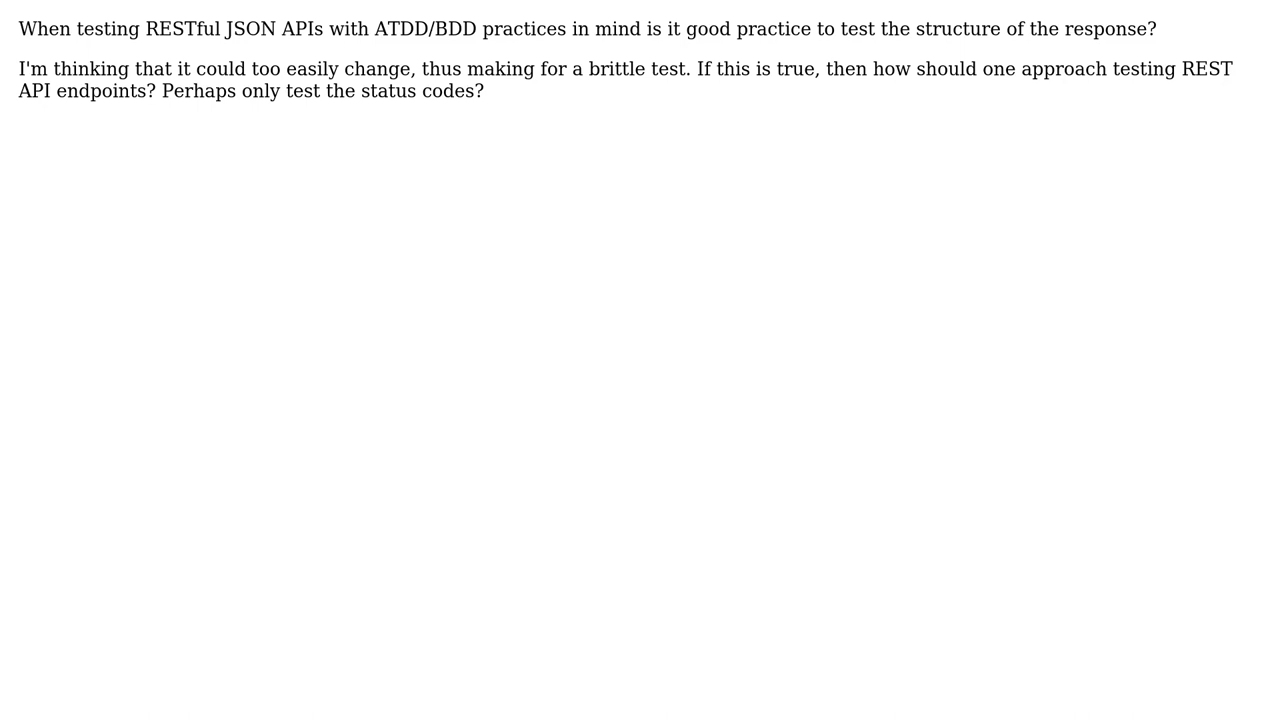 When testing RESTful JSON APIs with ATDD/BDD practices in mind is it good practice to test the structure of the response?
I'm thinking that it could too easily change, thus making for a brittle test. If this is true, then how should one approach testing REST
API endpoints? Perhaps only test the status codes?